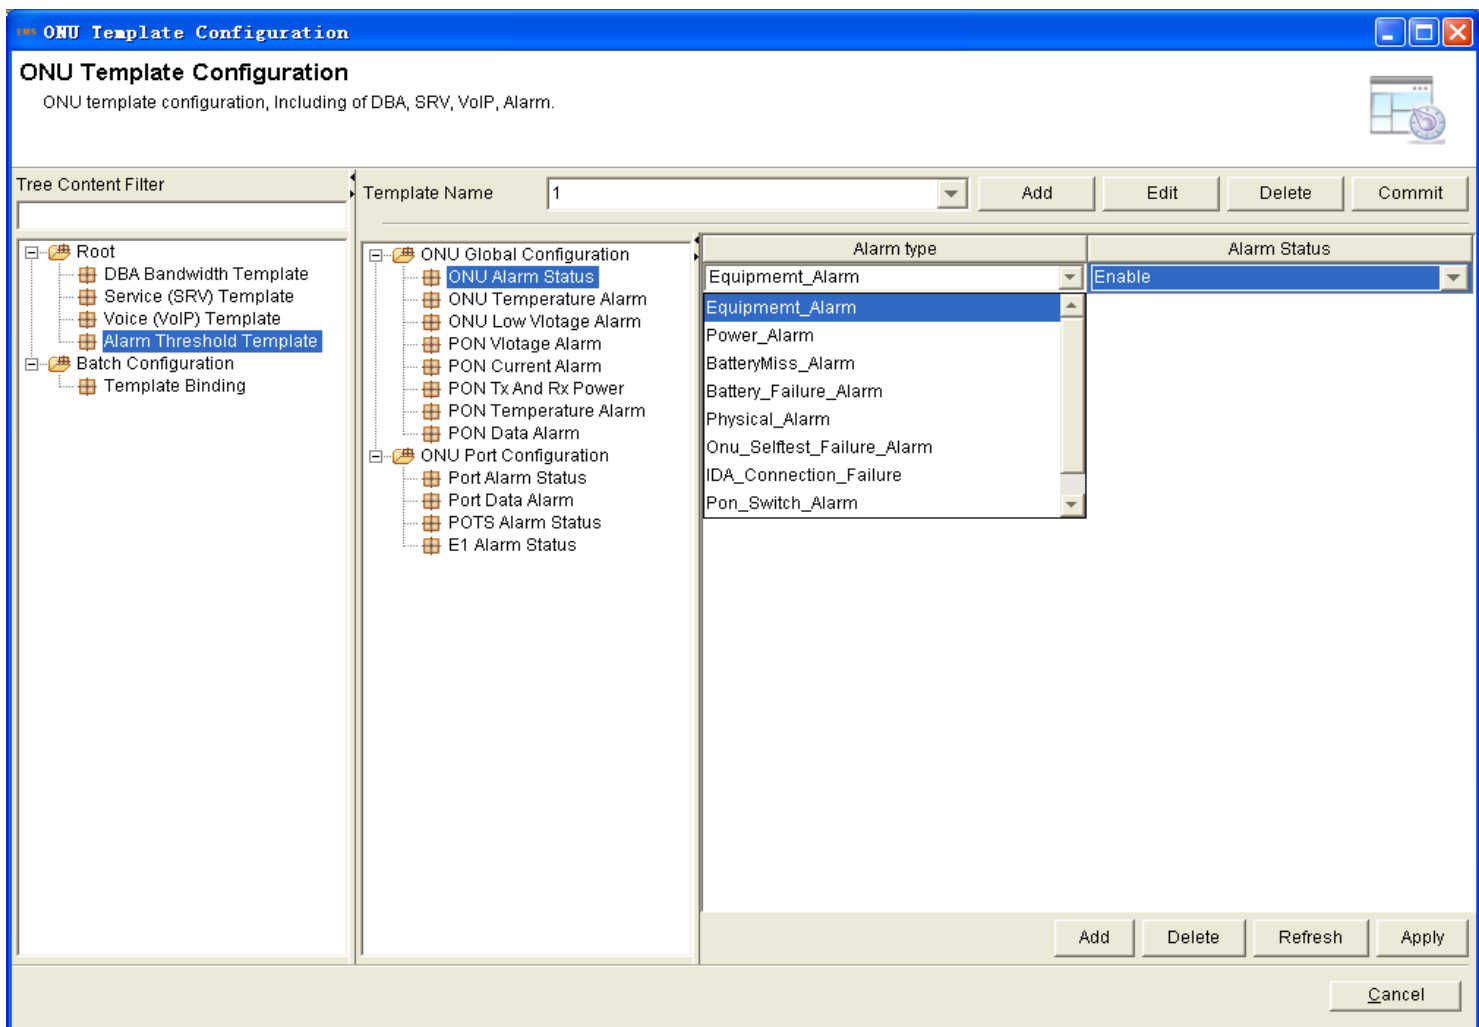 EMS ONU Template Configuration
ONU Template Configuration
ONU template configuration, Including of DBA, SRV, VoIP, Alarm.
Tree Content Filter
Root
DBA Bandwidth Template
Service (SRV) Template
Voice (VoIP) Template
Alarm Threshold Template
Batch Configuration
Template Binding
Template Name 1 Add Edit Delete Commit
ONU Global Configuration
ONU Alarm Status
ONU Temperature Alarm
ONU Low Vlotage Alarm
PON Vlotage Alarm
PON Current Alarm
PON Tx And Rx Power
PON Temperature Alarm
PON Data Alarm
ONU Port Configuration
Port Alarm Status
Port Data Alarm
POTS Alarm Status
E1 Alarm Status
Alarm type Alarm Status
Equipmemt_Alarm Enable
Equipmemt_Alarm
Power_Alarm
BatteryMiss_Alarm
Battery_Failure_Alarm
Physical_Alarm
Onu_Selftest_Failure_Alarm
IDA_Connection_Failure
Pon_Switch_Alarm
Add Delete Refresh Apply
Cancel